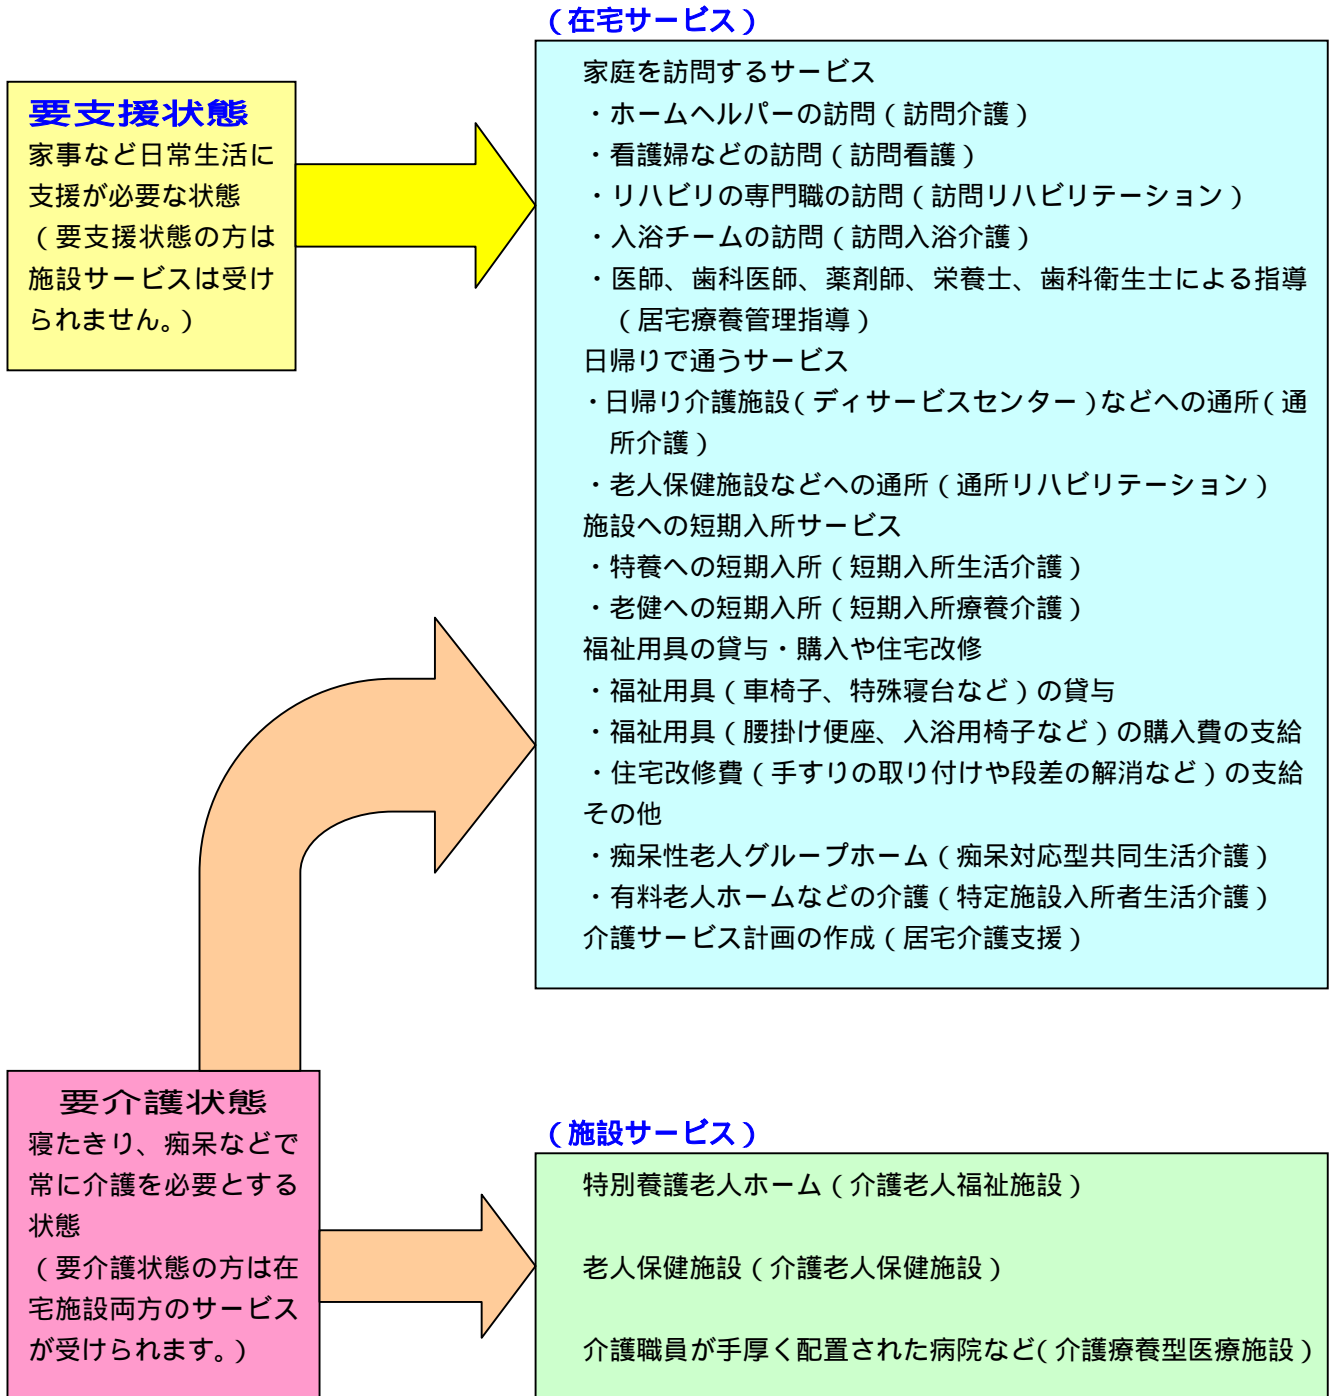 (在宅サービス)
要支援状態
家事など日常生活に
支援が必要な状態
(要支援状態の方は
施設サービスは受け
られません。)
家庭を訪問するサービス
・ホームヘルパーの訪問(訪問介護)
・看護婦などの訪問(訪問看護)
・リハビリの専門職の訪問(訪問リハビリテーション)
・入浴チームの訪問(訪問入浴介護)
・医師、歯科医師、薬剤師、栄養士、歯科衛生士による指導
(居宅療養管理指導)
日帰りで通うサービス
・日帰り介護施設(ディサービスセンター)などへの通所(通
所介護)
・老人保健施設などへの通所(通所リハビリテーション)
施設への短期入所サービス
・特養への短期入所(短期入所生活介護)
・老健への短期入所(短期入所療養介護)
福祉用具の貸与・購入や住宅改修
・福祉用具(車椅子、特殊寝台など)の貸与
・福祉用具(腰掛け便座、入浴用椅子など)の購入費の支給
・住宅改修費(手すりの取り付けや段差の解消など)の支給
その他
・痴呆性老人グループホーム(痴呆対応型共同生活介護)
・有料老人ホームなどの介護(特定施設入所者生活介護)
介護サービス計画の作成(居宅介護支援)
要介護状態
寝たきり、痴呆などで
常に介護を必要とする
状態
(要介護状態の方は在
宅施設両方のサービス
が受けられます。)
(施設サービス)
特別養護老人ホーム(介護老人福祉施設)
老人保健施設(介護老人保健施設)
介護職員が手厚く配置された病院など(介護療養型医療施設)